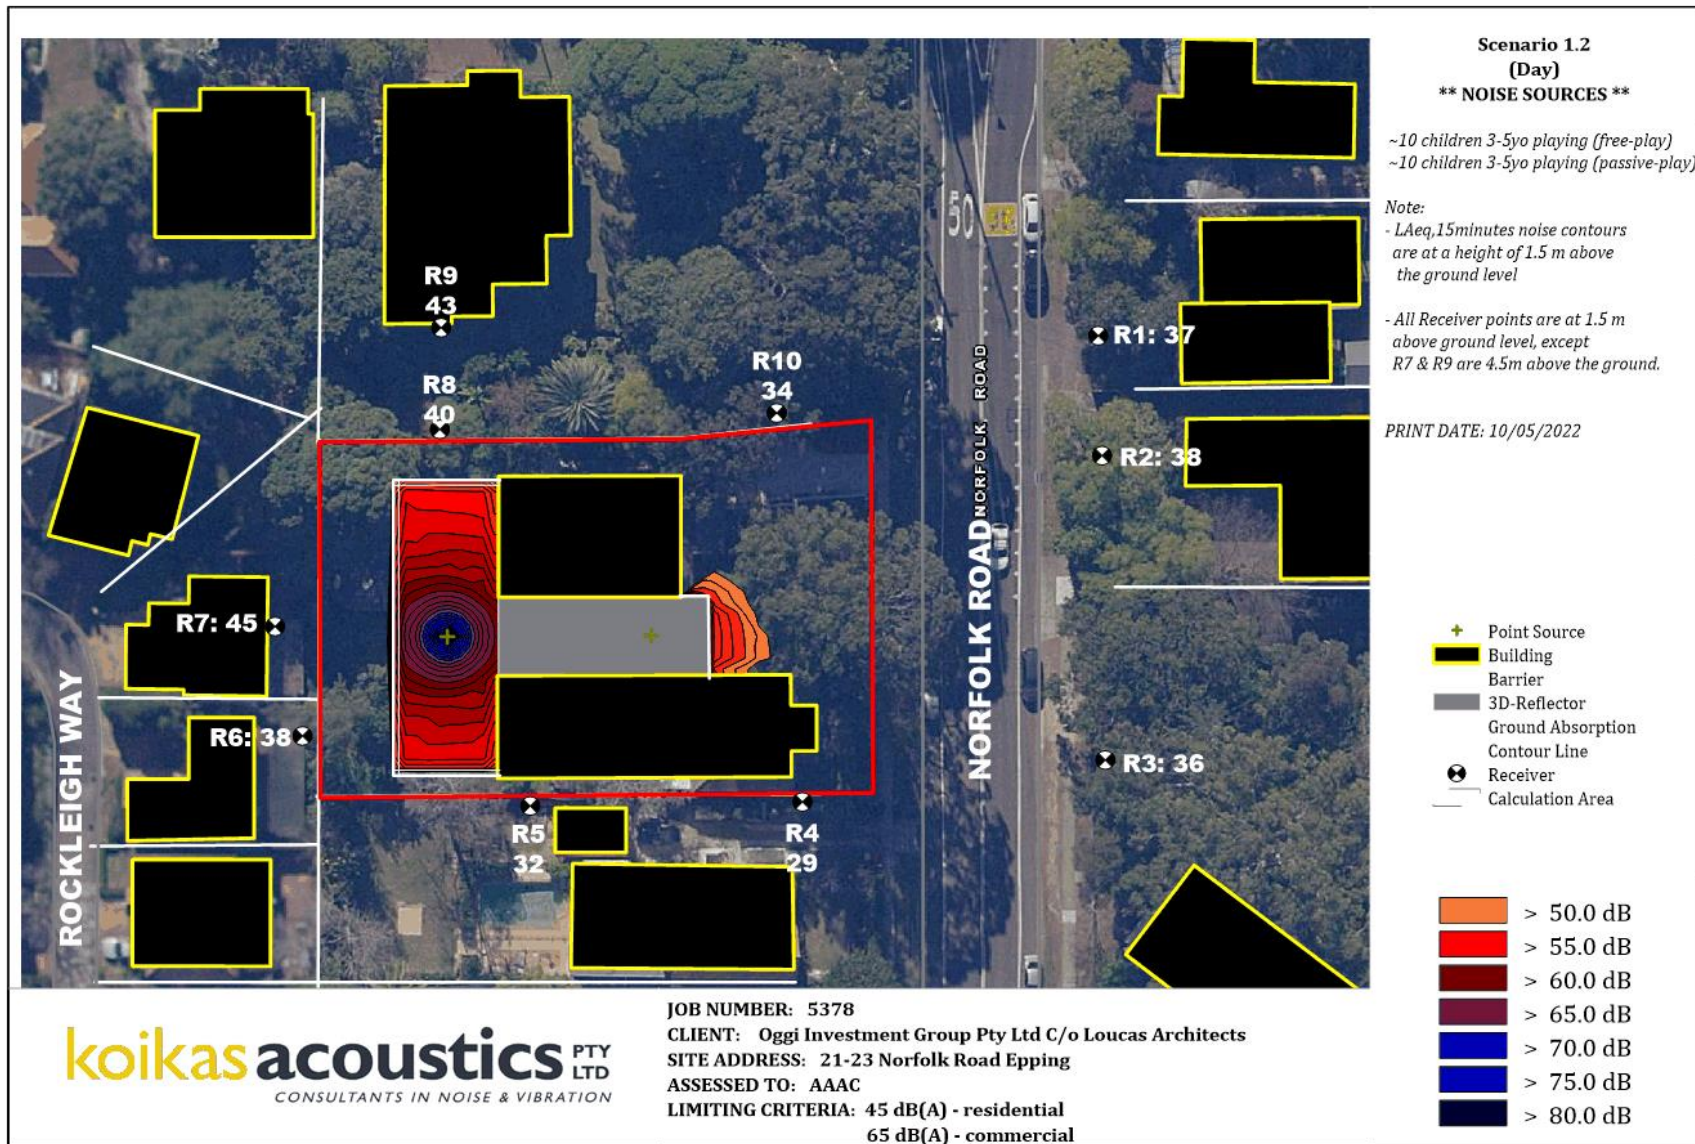 Scenario 1.2
(Day)
** NOISE SOURCES **
~10 children 3-5yo playing (free-play)
~10 children 3-5yo playing (passive-play)
Note:
- LAeq,15minutes noise contours
are at a height of 1.5 m above
the ground level
- All Receiver points are at 1.5 m
above ground level, except
R7 & R9 are 4.5m above the ground.
PRINT DATE: 10/05/2022
R9
43
R10
34
R8
40
R1: 37
R2: 38
R7: 45
R6: 38
R3: 36
R5
32
R4
29
50
NORFOLK ROAD
NORFOLK ROAD
ROCKLEIGH WAY
Point Source
Building
Barrier
3D-Reflector
Ground Absorption
Contour Line
Receiver
Calculation Area
> 50.0 dB
> 55.0 dB
> 60.0 dB
> 65.0 dB
> 70.0 dB
> 75.0 dB
> 80.0 dB
koikas acoustics PTY LTD
CONSULTANTS IN NOISE & VIBRATION
JOB NUMBER: 5378
CLIENT: Oggi Investment Group Pty Ltd C/o Loucas Architects
SITE ADDRESS: 21-23 Norfolk Road Epping
ASSESSED TO: AAAC
LIMITING CRITERIA: 45 dB(A) - residential
65 dB(A) - commercial